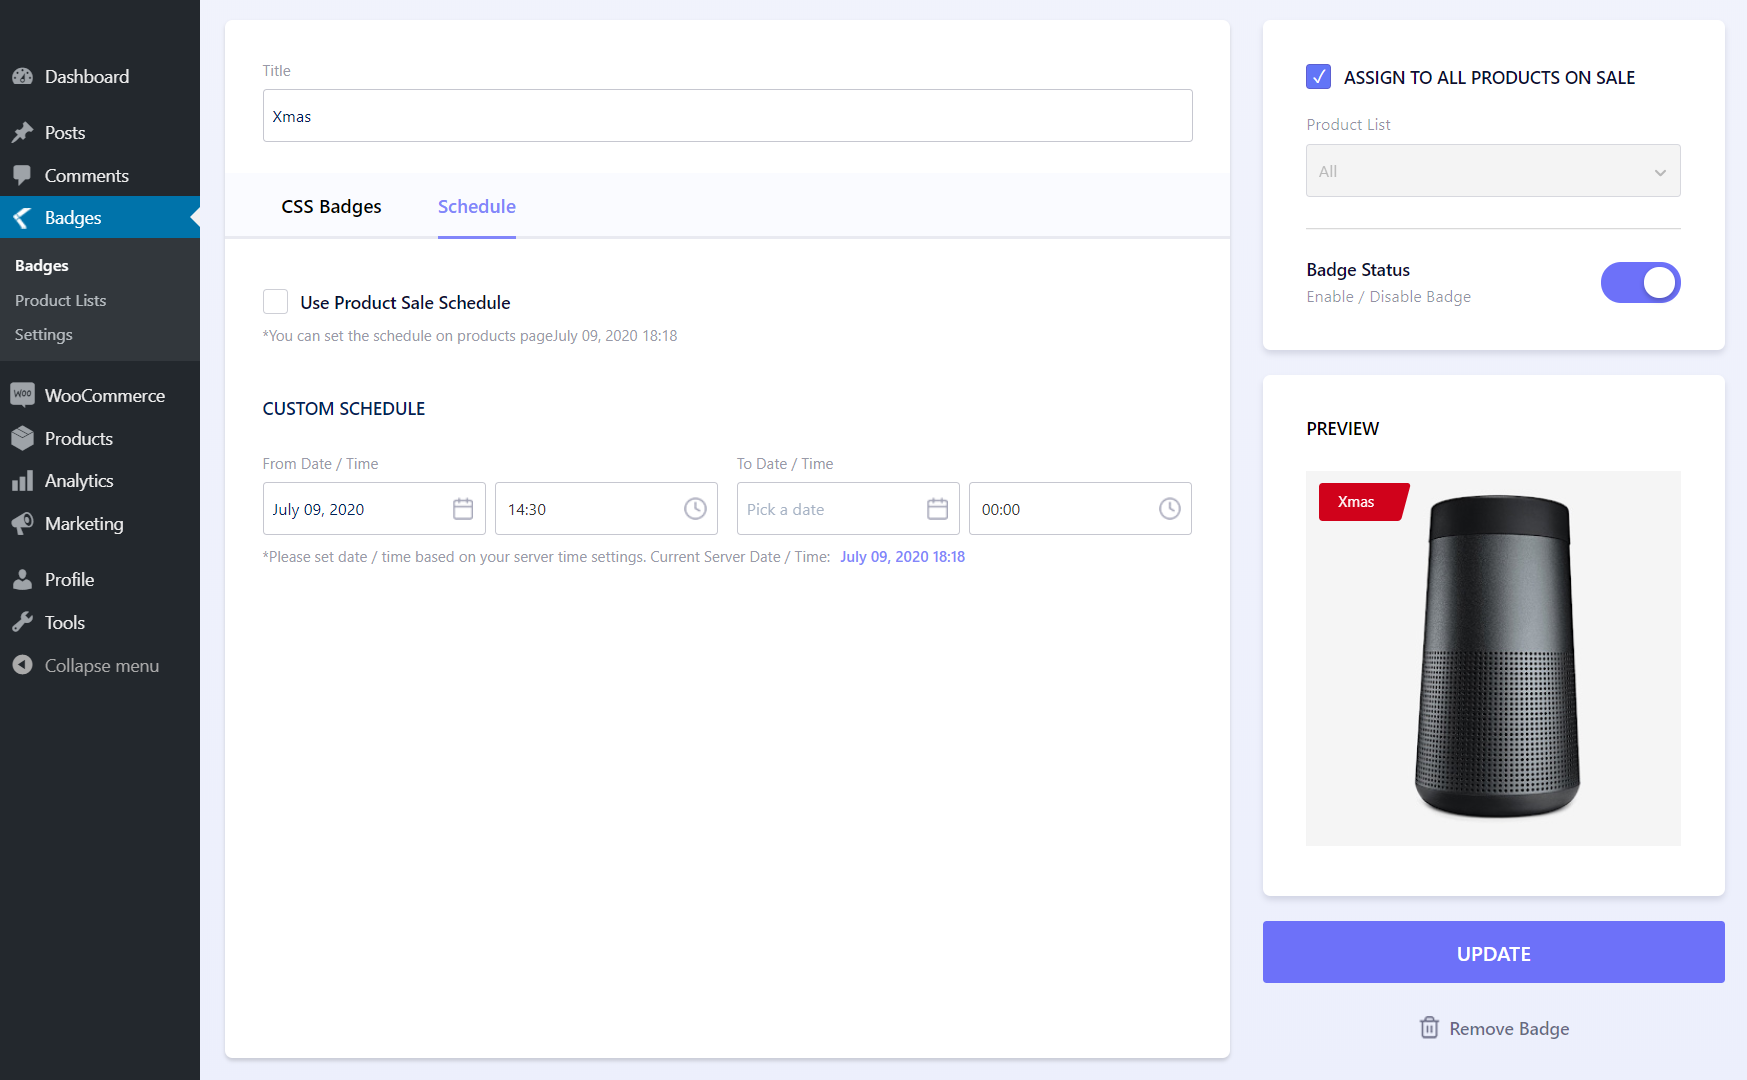 Dashboard
Posts
Comments
Badges
Badges
Product Lists
Settings
WooCommerce
Products
Analytics
Marketing
Profile
Tools
Collapse menu
Title
Xmas
CSS Badges Schedule
Use Product Sale Schedule
*You can set the schedule on products pageJuly 09, 2020 18:18
CUSTOM SCHEDULE
From Date / Time To Date / Time
July 09, 2020 14:30 Pick a date 00:00
*Please set date / time based on your server time settings. Current Server Date / Time: July 09, 2020 18:18
ASSIGN TO ALL PRODUCTS ON SALE
Product List
All
Badge Status
Enable / Disable Badge
PREVIEW
Xmas
UPDATE
Remove Badge